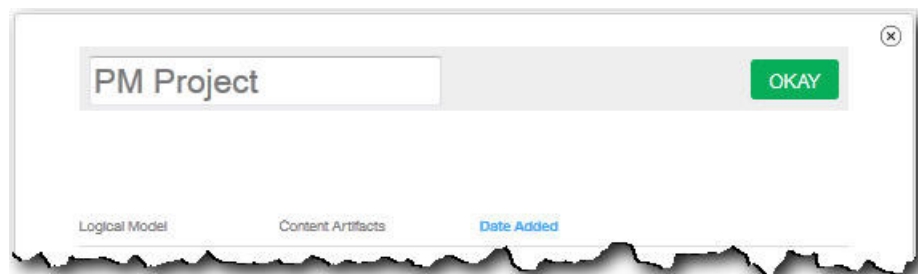 PM Project
OKAY
Logical Model
Content Artifacts
Date Added